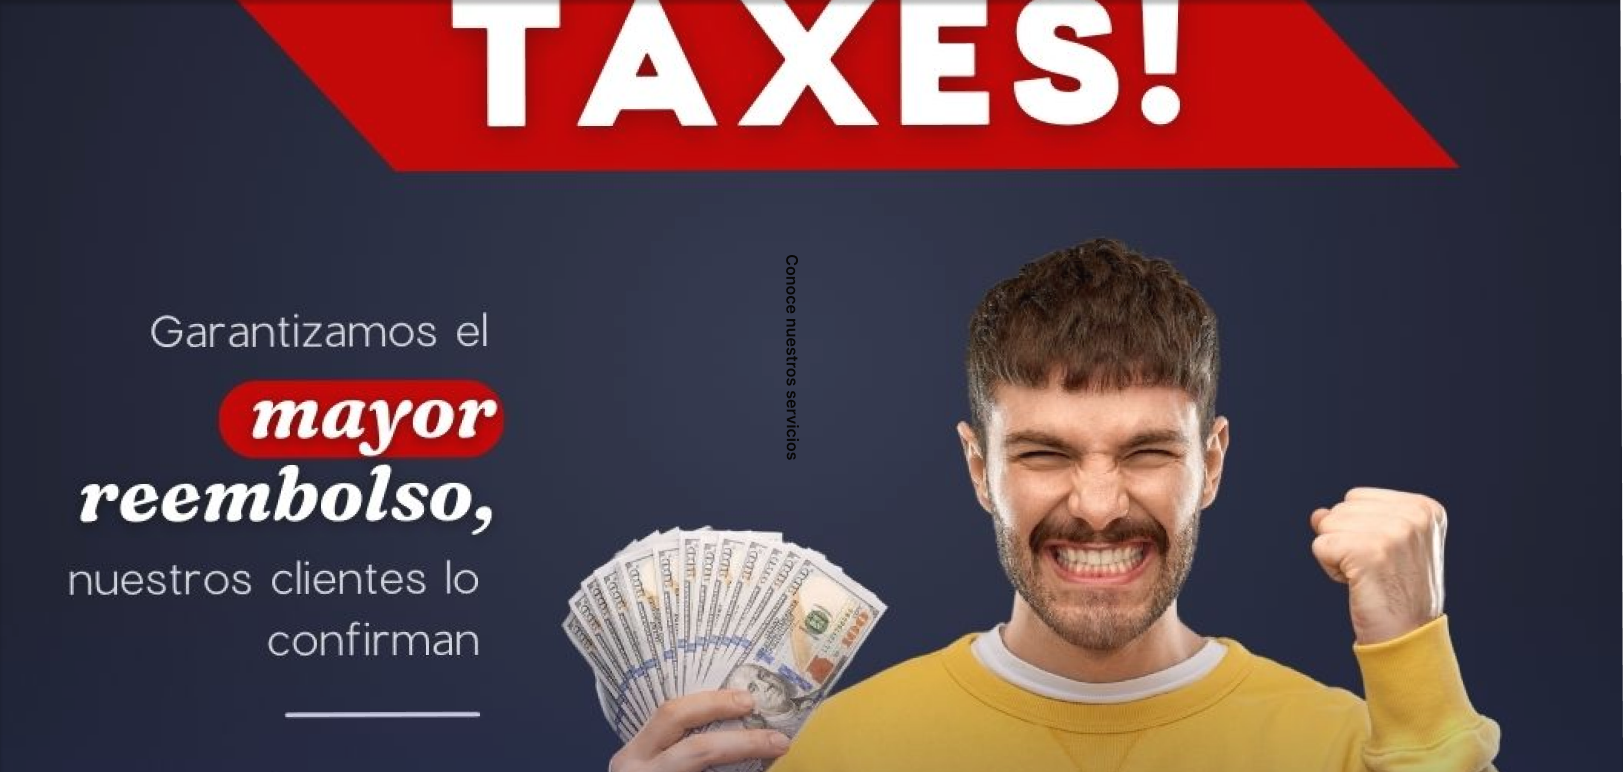 TAXES!
Conoce nuestros servicios
Garantizamos el
mayor
reembolso,
nuestros clientes lo
confirman